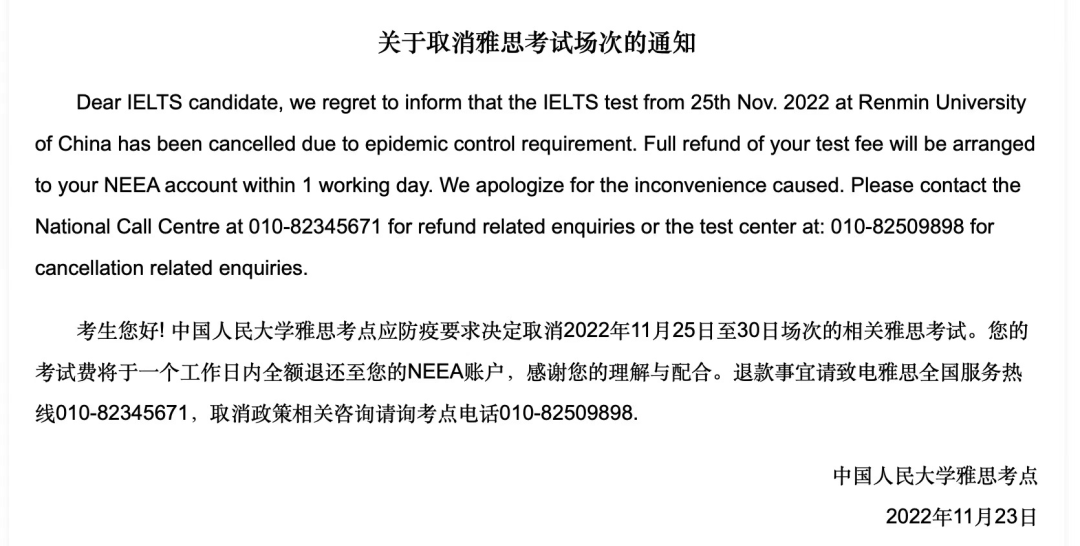 关于取消雅思考试场次的通知
Dear IELTS candidate, we regret to inform that the IELTS test from 25th Nov. 2022 at Renmin University
of China has been cancelled due to epidemic control requirement. Full refund of your test fee will be arranged
to your NEEA account within 1 working day. We apologize for the inconvenience caused. Please contact the
National Call Centre at 010-82345671 for refund related enquiries or the test center at: 010-82509898 for
cancellation related enquiries.
考生您好! 中国人民大学雅思考点应防疫要求决定取消2022年11月25日至30日场次的相关雅思考试。您的
考试费将于一个工作日内全额退还至您的NEEA账户，感谢您的理解与配合。退款事宜请致电雅思全国服务热
线010-82345671，取消政策相关咨询请询考点电话010-82509898.
中国人民大学雅思考点
2022年11月23日